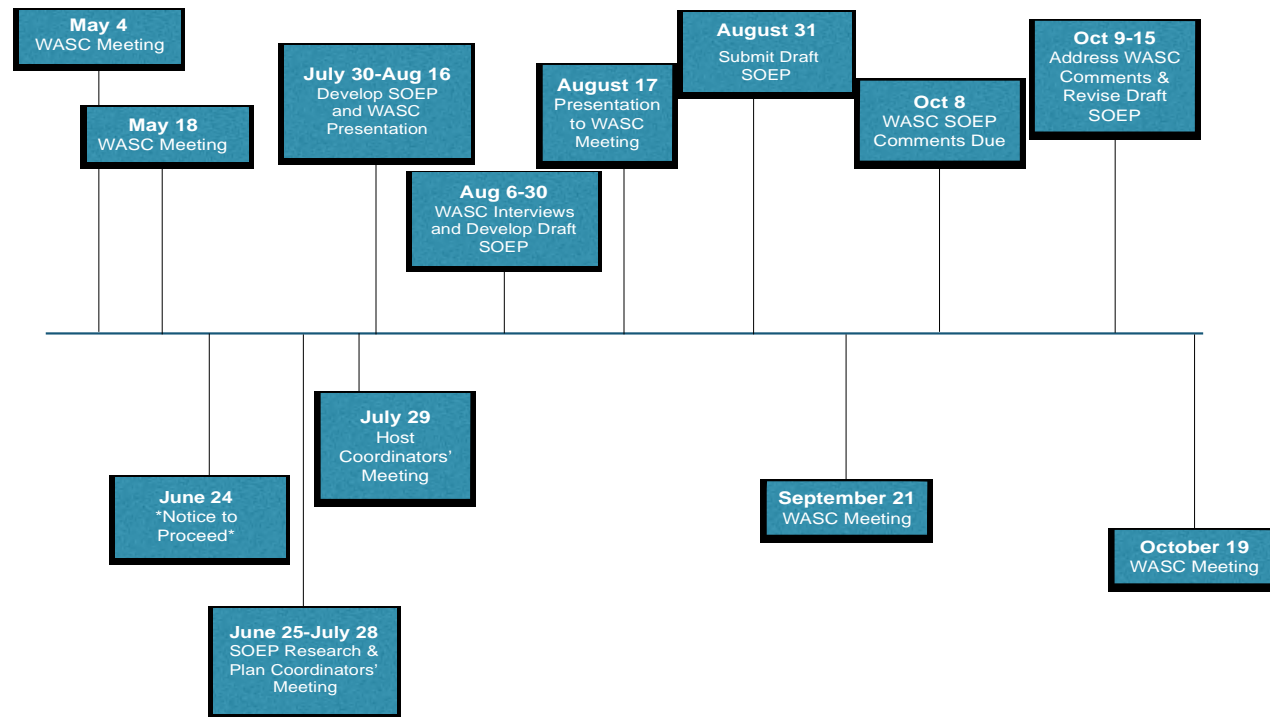 May 4
WASC Meeting
May 18
WASC Meeting
July 30-Aug 16
Develop SOEP
and WASC
Presentation
Aug 6-30
WASC Interviews
and Develop Draft
SOEP
August 17
Presentation
to WASC
Meeting
August 31
Submit Draft
SOEP
Oct 8
WASC SOEP
Comments Due
Oct 9-15
Address WASC
Comments &
Revise Draft
SOEP
June 24
*Notice to
Proceed*
June 25-July 28
SOEP Research &
Plan Coordinators’
Meeting
July 29
Host
Coordinators’
Meeting
September 21
WASC Meeting
October 19
WASC Meeting